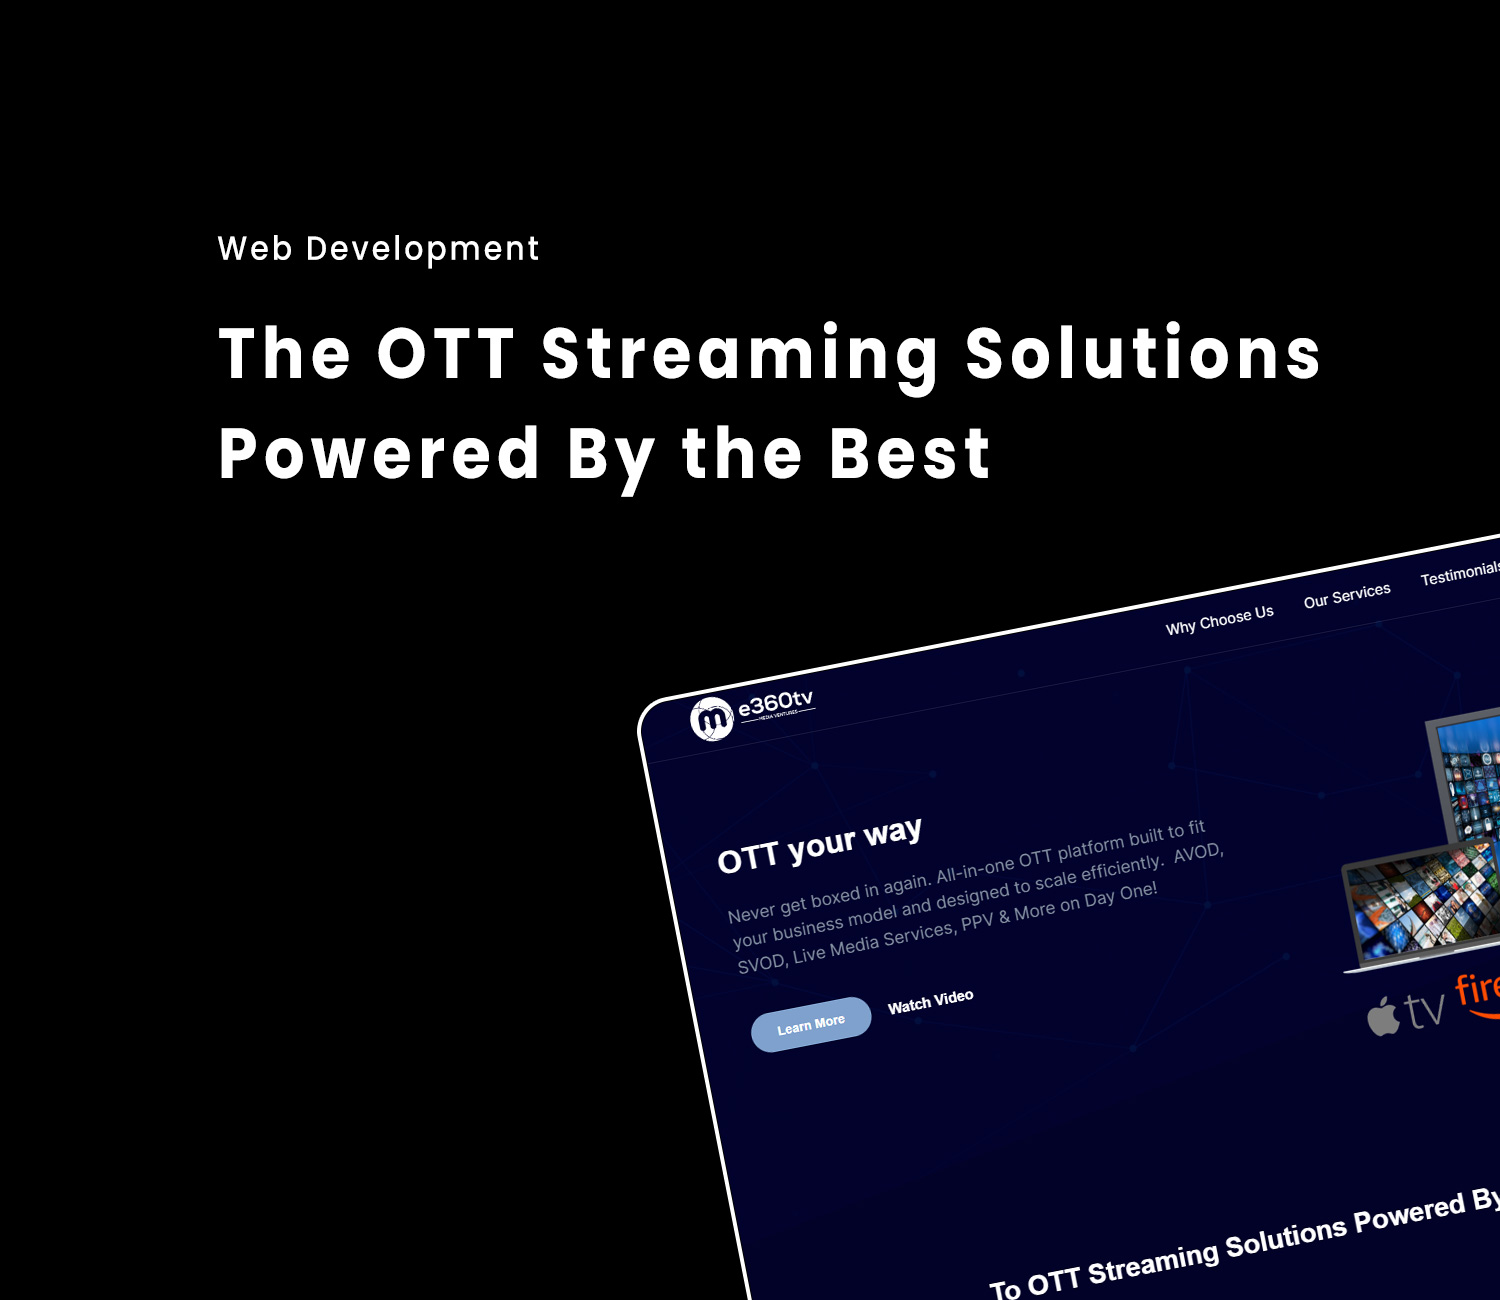 Web Development
The OTT Streaming Solutions
Powered By the Best
Why Choose Us
Our Services
Testimonials
m
e360tv
MEDIA VENTURES
OTT your way
Never get boxed in again. All-in-one OTT platform built to fit
your business model and designed to scale efficiently. AVOD,
SVOD, Live Media Services, PPV & More on Day One!
Learn More
Watch Video
tv
fire
To OTT Streaming Solutions Powered By